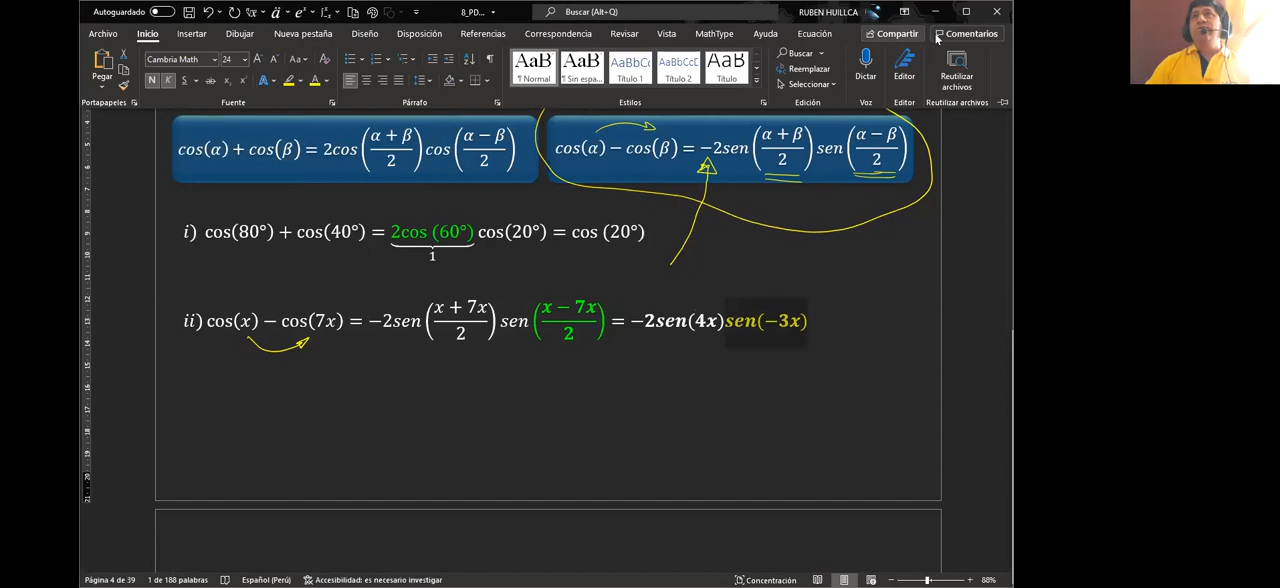 Autoguardado 8_PD... Buscar (Alt+Q) RUBEN HUILLCA
Archivo Inicio Insertar Dibujar Nueva pestaña Diseño Disposición Referencias Correspondencia Revisar Vista MathType Ayuda Ecuación Compartir Comentarios
Pegar Cambria Math 24 Aa N K S ab x A A Normal Sin espa... Título 1 Título 2 Título Buscar Reemplazar Seleccionar Dictar Editor Reutilizar archivos
Portapapeles Fuente Párrafo Estilos Edición Voz Editor Reutilizar archivos
cos(α) + cos(β) = 2cos((α + β)/2) cos((α − β)/2) cos(α) − cos(β) = −2sen((α + β)/2) sen((α − β)/2)
i) cos(80°) + cos(40°) = 2cos (60°) cos(20°) = cos (20°)
1
ii) cos(x) − cos(7x) = −2sen((x + 7x)/2) sen((x − 7x)/2) = −2sen(4x)sen(−3x)
Página 4 de 39 1 de 188 palabras Español (Perú) Accesibilidad: es necesario investigar Concentración 88%